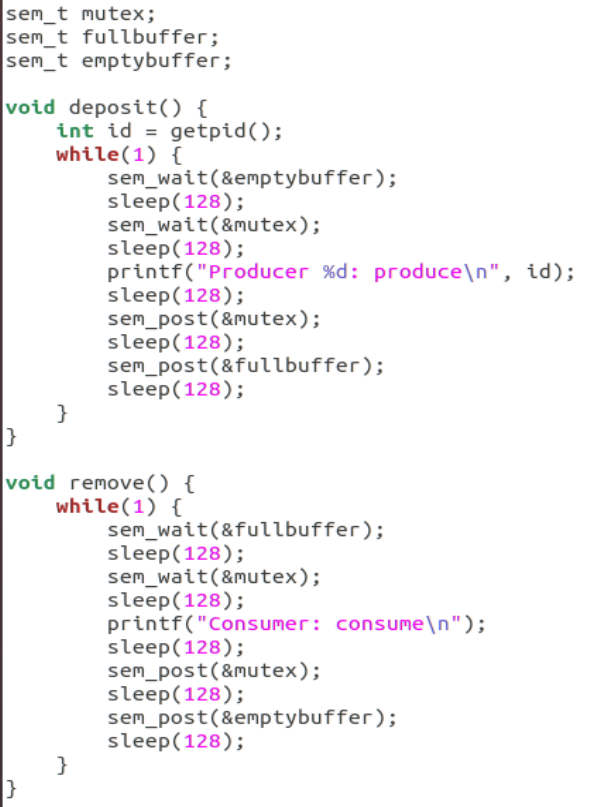 sem_t mutex;
sem_t fullbuffer;
sem_t emptybuffer;

void deposit() {
    int id = getpid();
    while(1) {
        sem_wait(&emptybuffer);
        sleep(128);
        sem_wait(&mutex);
        sleep(128);
        printf("Producer %d: produce\n", id);
        sleep(128);
        sem_post(&mutex);
        sleep(128);
        sem_post(&fullbuffer);
        sleep(128);
    }
}

void remove() {
    while(1) {
        sem_wait(&fullbuffer);
        sleep(128);
        sem_wait(&mutex);
        sleep(128);
        printf("Consumer: consume\n");
        sleep(128);
        sem_post(&mutex);
        sleep(128);
        sem_post(&emptybuffer);
        sleep(128);
    }
}